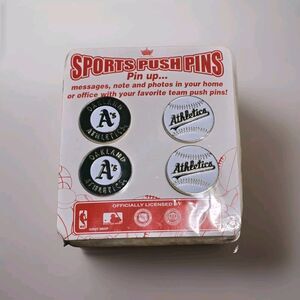 SPORTS PUSH PINS
Pin up...
messages, note and photos in your home
or office with your favorite team push pins!
OAKLAND
A's
ATHLETICS
Athletics
OAKLAND
A's
ATHLETICS
Athletics
OFFICIALLY LICENSED BY